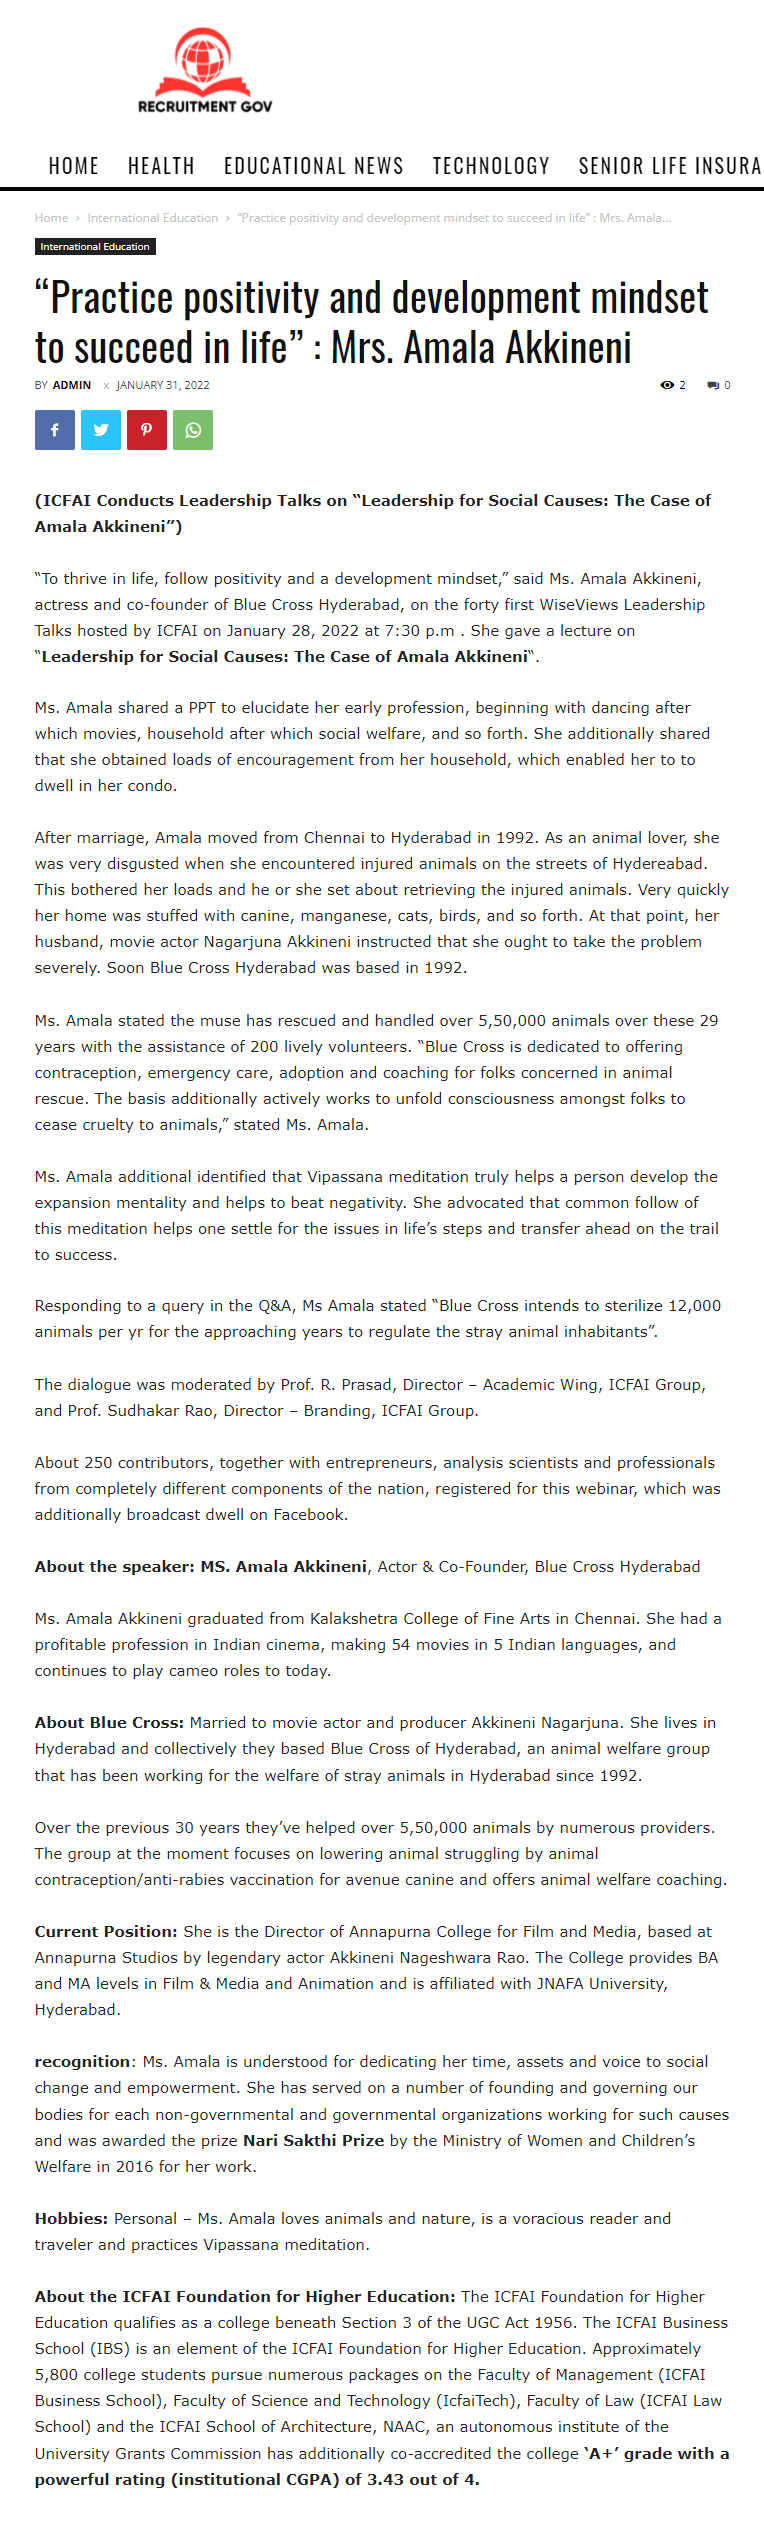 RECRUITMENT GOV
HOME HEALTH EDUCATIONAL NEWS TECHNOLOGY SENIOR LIFE INSURA
Home › International Education › “Practice positivity and development mindset to succeed in life” : Mrs. Amala...
International Education
“Practice positivity and development mindset
to succeed in life” : Mrs. Amala Akkineni
BY ADMIN x JANUARY 31, 2022 2 0
(ICFAI Conducts Leadership Talks on “Leadership for Social Causes: The Case of
Amala Akkineni”)
“To thrive in life, follow positivity and a development mindset,” said Ms. Amala Akkineni,
actress and co-founder of Blue Cross Hyderabad, on the forty first WiseViews Leadership
Talks hosted by ICFAI on January 28, 2022 at 7:30 p.m . She gave a lecture on
“Leadership for Social Causes: The Case of Amala Akkineni“.
Ms. Amala shared a PPT to elucidate her early profession, beginning with dancing after
which movies, household after which social welfare, and so forth. She additionally shared
that she obtained loads of encouragement from her household, which enabled her to to
dwell in her condo.
After marriage, Amala moved from Chennai to Hyderabad in 1992. As an animal lover, she
was very disgusted when she encountered injured animals on the streets of Hydereabad.
This bothered her loads and he or she set about retrieving the injured animals. Very quickly
her home was stuffed with canine, manganese, cats, birds, and so forth. At that point, her
husband, movie actor Nagarjuna Akkineni instructed that she ought to take the problem
severely. Soon Blue Cross Hyderabad was based in 1992.
Ms. Amala stated the muse has rescued and handled over 5,50,000 animals over these 29
years with the assistance of 200 lively volunteers. “Blue Cross is dedicated to offering
contraception, emergency care, adoption and coaching for folks concerned in animal
rescue. The basis additionally actively works to unfold consciousness amongst folks to
cease cruelty to animals,” stated Ms. Amala.
Ms. Amala additional identified that Vipassana meditation truly helps a person develop the
expansion mentality and helps to beat negativity. She advocated that common follow of
this meditation helps one settle for the issues in life’s steps and transfer ahead on the trail
to success.
Responding to a query in the Q&A, Ms Amala stated “Blue Cross intends to sterilize 12,000
animals per yr for the approaching years to regulate the stray animal inhabitants”.
The dialogue was moderated by Prof. R. Prasad, Director – Academic Wing, ICFAI Group,
and Prof. Sudhakar Rao, Director – Branding, ICFAI Group.
About 250 contributors, together with entrepreneurs, analysis scientists and professionals
from completely different components of the nation, registered for this webinar, which was
additionally broadcast dwell on Facebook.
About the speaker: MS. Amala Akkineni, Actor & Co-Founder, Blue Cross Hyderabad
Ms. Amala Akkineni graduated from Kalakshetra College of Fine Arts in Chennai. She had a
profitable profession in Indian cinema, making 54 movies in 5 Indian languages, and
continues to play cameo roles to today.
About Blue Cross: Married to movie actor and producer Akkineni Nagarjuna. She lives in
Hyderabad and collectively they based Blue Cross of Hyderabad, an animal welfare group
that has been working for the welfare of stray animals in Hyderabad since 1992.
Over the previous 30 years they’ve helped over 5,50,000 animals by numerous providers.
The group at the moment focuses on lowering animal struggling by animal
contraception/anti-rabies vaccination for avenue canine and offers animal welfare coaching.
Current Position: She is the Director of Annapurna College for Film and Media, based at
Annapurna Studios by legendary actor Akkineni Nageshwara Rao. The College provides BA
and MA levels in Film & Media and Animation and is affiliated with JNAFA University,
Hyderabad.
recognition: Ms. Amala is understood for dedicating her time, assets and voice to social
change and empowerment. She has served on a number of founding and governing our
bodies for each non-governmental and governmental organizations working for such causes
and was awarded the prize Nari Sakthi Prize by the Ministry of Women and Children’s
Welfare in 2016 for her work.
Hobbies: Personal – Ms. Amala loves animals and nature, is a voracious reader and
traveler and practices Vipassana meditation.
About the ICFAI Foundation for Higher Education: The ICFAI Foundation for Higher
Education qualifies as a college beneath Section 3 of the UGC Act 1956. The ICFAI Business
School (IBS) is an element of the ICFAI Foundation for Higher Education. Approximately
5,800 college students pursue numerous packages on the Faculty of Management (ICFAI
Business School), Faculty of Science and Technology (IcfaiTech), Faculty of Law (ICFAI Law
School) and the ICFAI School of Architecture, NAAC, an autonomous institute of the
University Grants Commission has additionally co-accredited the college ‘A+’ grade with a
powerful rating (institutional CGPA) of 3.43 out of 4.